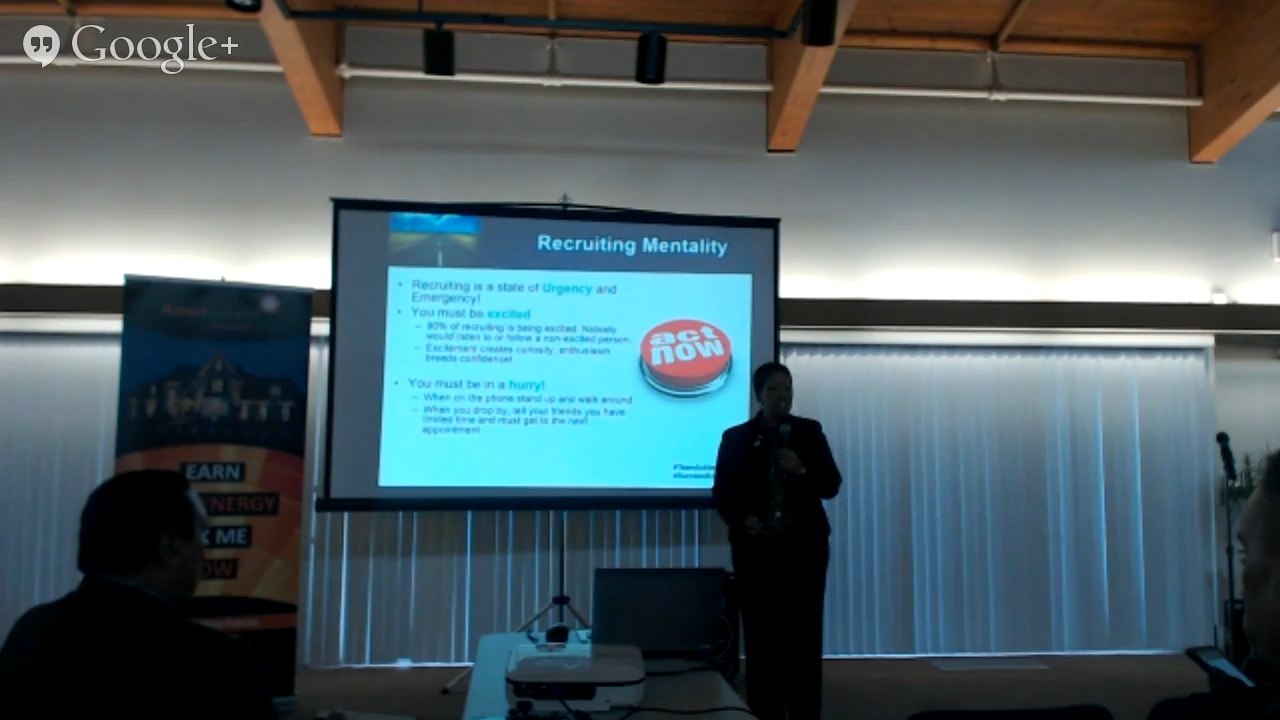 Google+
Recruiting Mentality
Recruiting is a state of Urgency and
Emergency!
You must be excited
– 90% of recruiting is being excited. Nobody
would listen to or follow a non-excited person.
– Excitement creates curiosity, enthusiasm
breeds confidence!
You must be in a hurry!
– When on the phone stand up and walk around
– When you drop by, tell your friends you have
limited time and must get to the next
appointment
act
now
EARN
NERGY
ME
OW